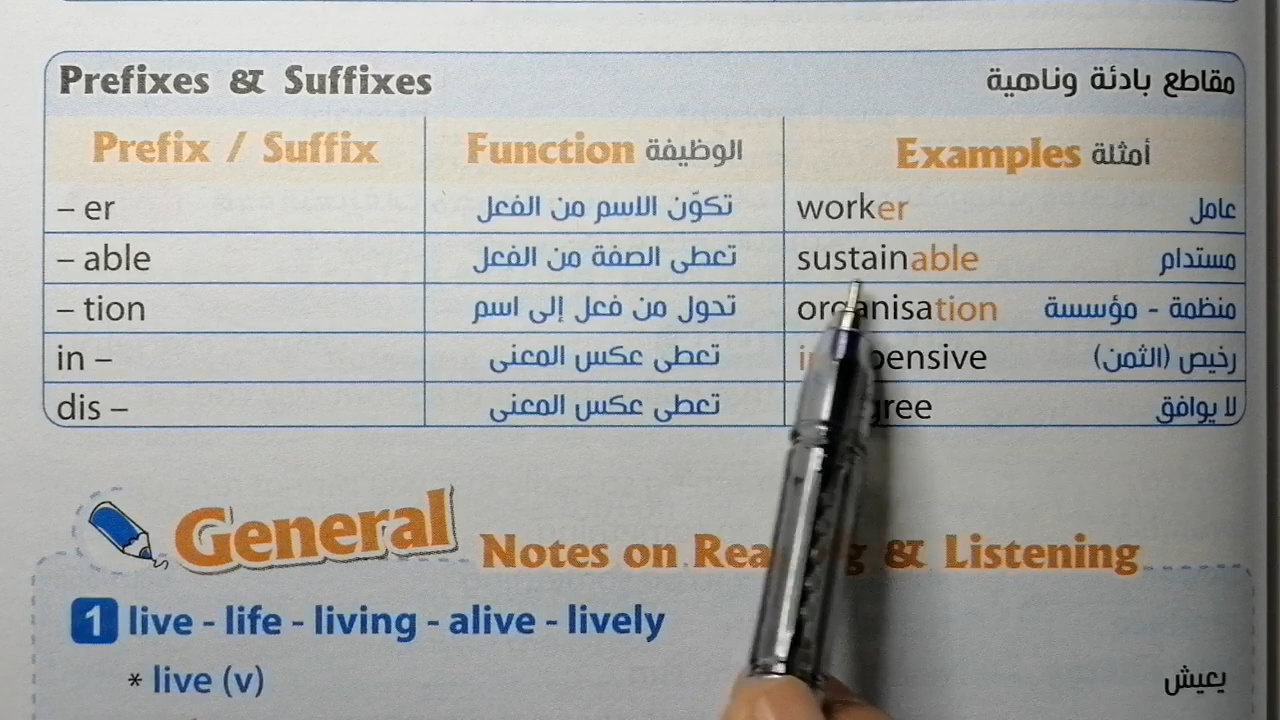 Prefixes & Suffixes مقاطع بادئة وناهية
Prefix / Suffix Function الوظيفة Examples أمثلة
– er تكوّن الاسم من الفعل worker عامل
– able تعطى الصفة من الفعل sustainable مستدام
– tion تحول من فعل إلى اسم organisation منظمة - مؤسسة
in – تعطى عكس المعنى رخيص (الثمن)
dis – تعطى عكس المعنى لا يوافق
General Notes on Reading & Listening
1 live - life - living - alive - lively
* live (v) يعيش